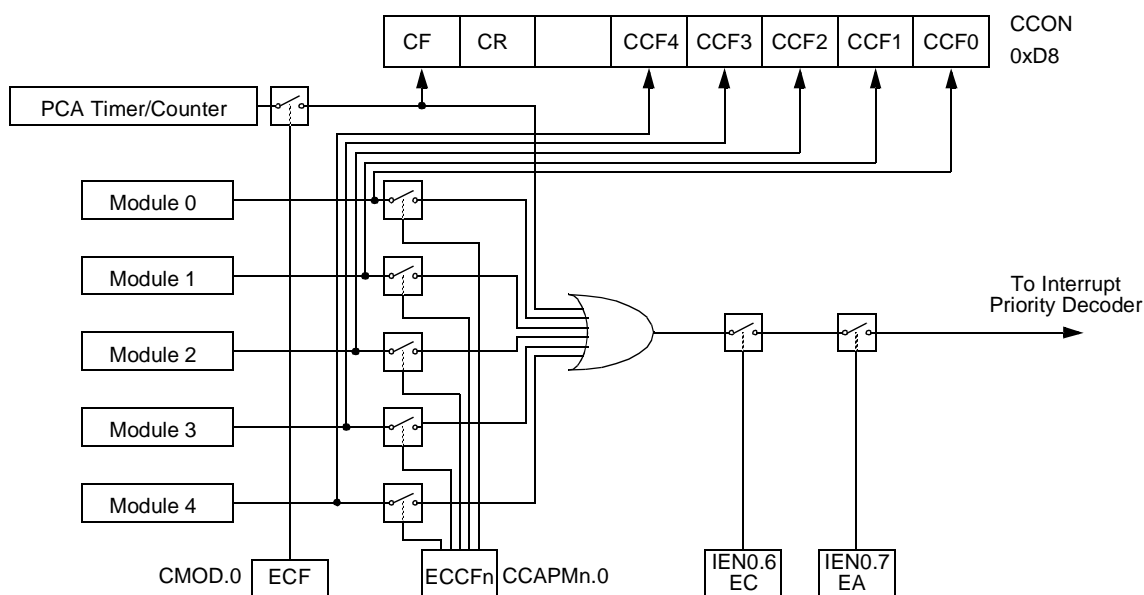 CF CR CCF4 CCF3 CCF2 CCF1 CCF0
CCON
0xD8
PCA Timer/Counter
Module 0
Module 1
Module 2
Module 3
Module 4
To Interrupt
Priority Decoder
CMOD.0 ECF
ECCFn CCAPMn.0
IEN0.6
EC
IEN0.7
EA